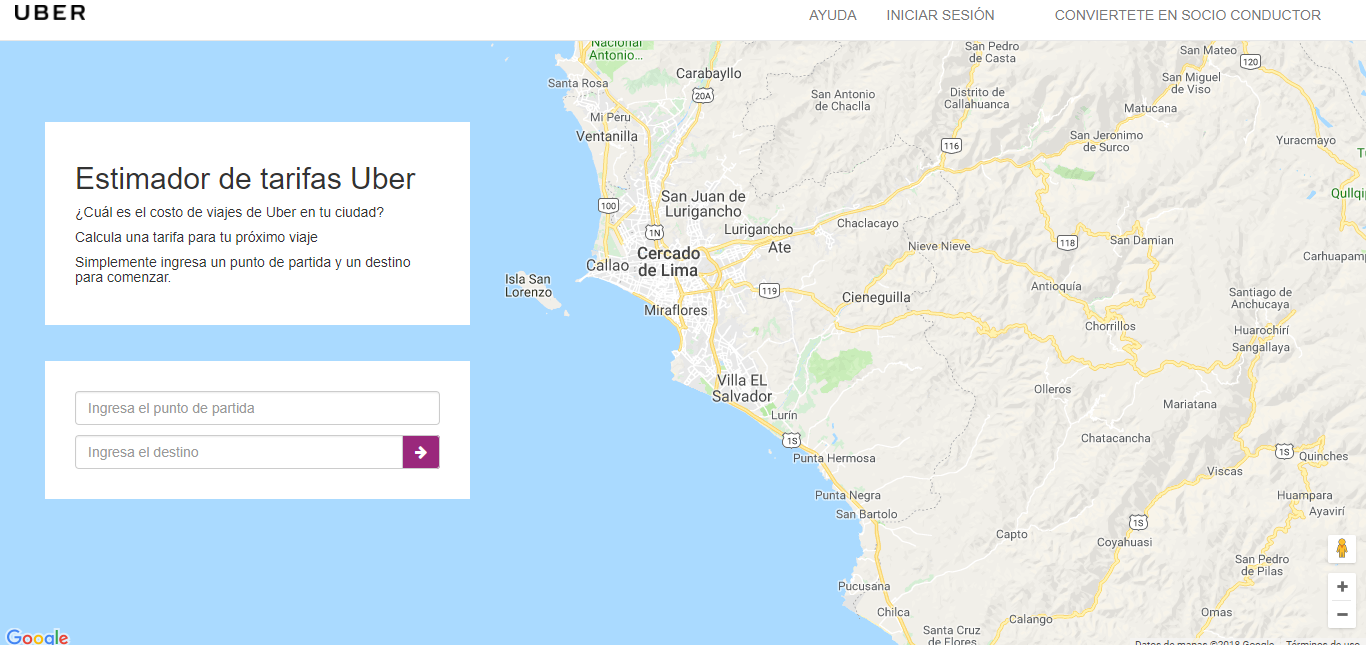 UBER
AYUDA
INICIAR SESIÓN
CONVIERTETE EN SOCIO CONDUCTOR
Estimador de tarifas Uber
¿Cuál es el costo de viajes de Uber en tu ciudad?
Calcula una tarifa para tu próximo viaje
Simplemente ingresa un punto de partida y un destino
para comenzar.
Ingresa el punto de partida
Ingresa el destino
Nacional
Antonio...
San Pedro
de Casta
San Mateo
120
Carabayllo
Santa Rosa
20A
San Antonio
de Chaclla
Distrito de
Callahuanca
San Miguel
de Viso
Matucana
Mi Peru
Ventanilla
116
San Jeronimo
de Surco
Yuracmayo
San Juan de
Lurigancho
100
1N
Lurigancho
Ate
Chaclacayo
Nieve Nieve
118
San Damian
Cercado
de Lima
Callao
Isla San
Lorenzo
119
Cieneguilla
Antioquía
Santiago de
Anchucaya
Miraflores
Chorrillos
Huarochirí
Sangallaya
Villa EL
Salvador
Olleros
Mariatana
Lurín
1S
Chatacancha
Punta Hermosa
1S
Quinches
Viscas
Punta Negra
San Bartolo
Huampara
Ayavirí
1S
Capto
Coyahuasi
San Pedro
de Pilas
Pucusana
Chilca
Calango
Omas
Santa Cruz
de Flores
Google
Datos de mapas ©2018 Google
Términos de uso